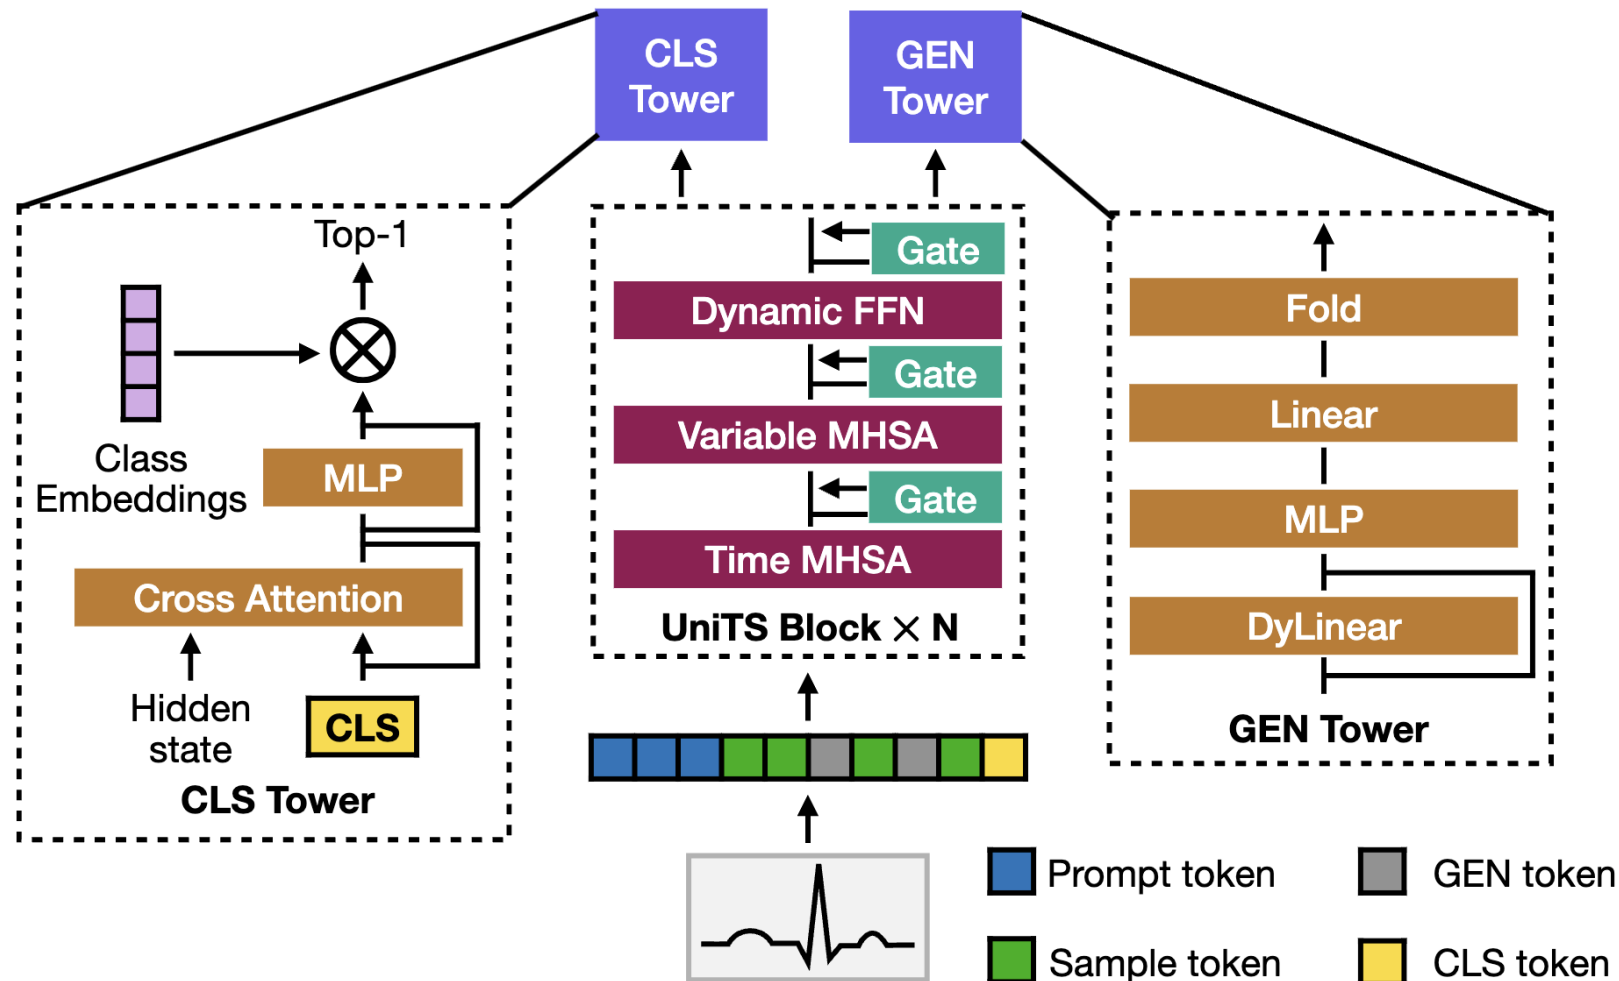 CLS
Tower
GEN
Tower
Top-1
Class
Embeddings
MLP
Cross Attention
Hidden
state
CLS
CLS Tower
Gate
Dynamic FFN
Gate
Variable MHSA
Gate
Time MHSA
UniTS Block × N
Fold
Linear
MLP
DyLinear
GEN Tower
Prompt token
GEN token
Sample token
CLS token